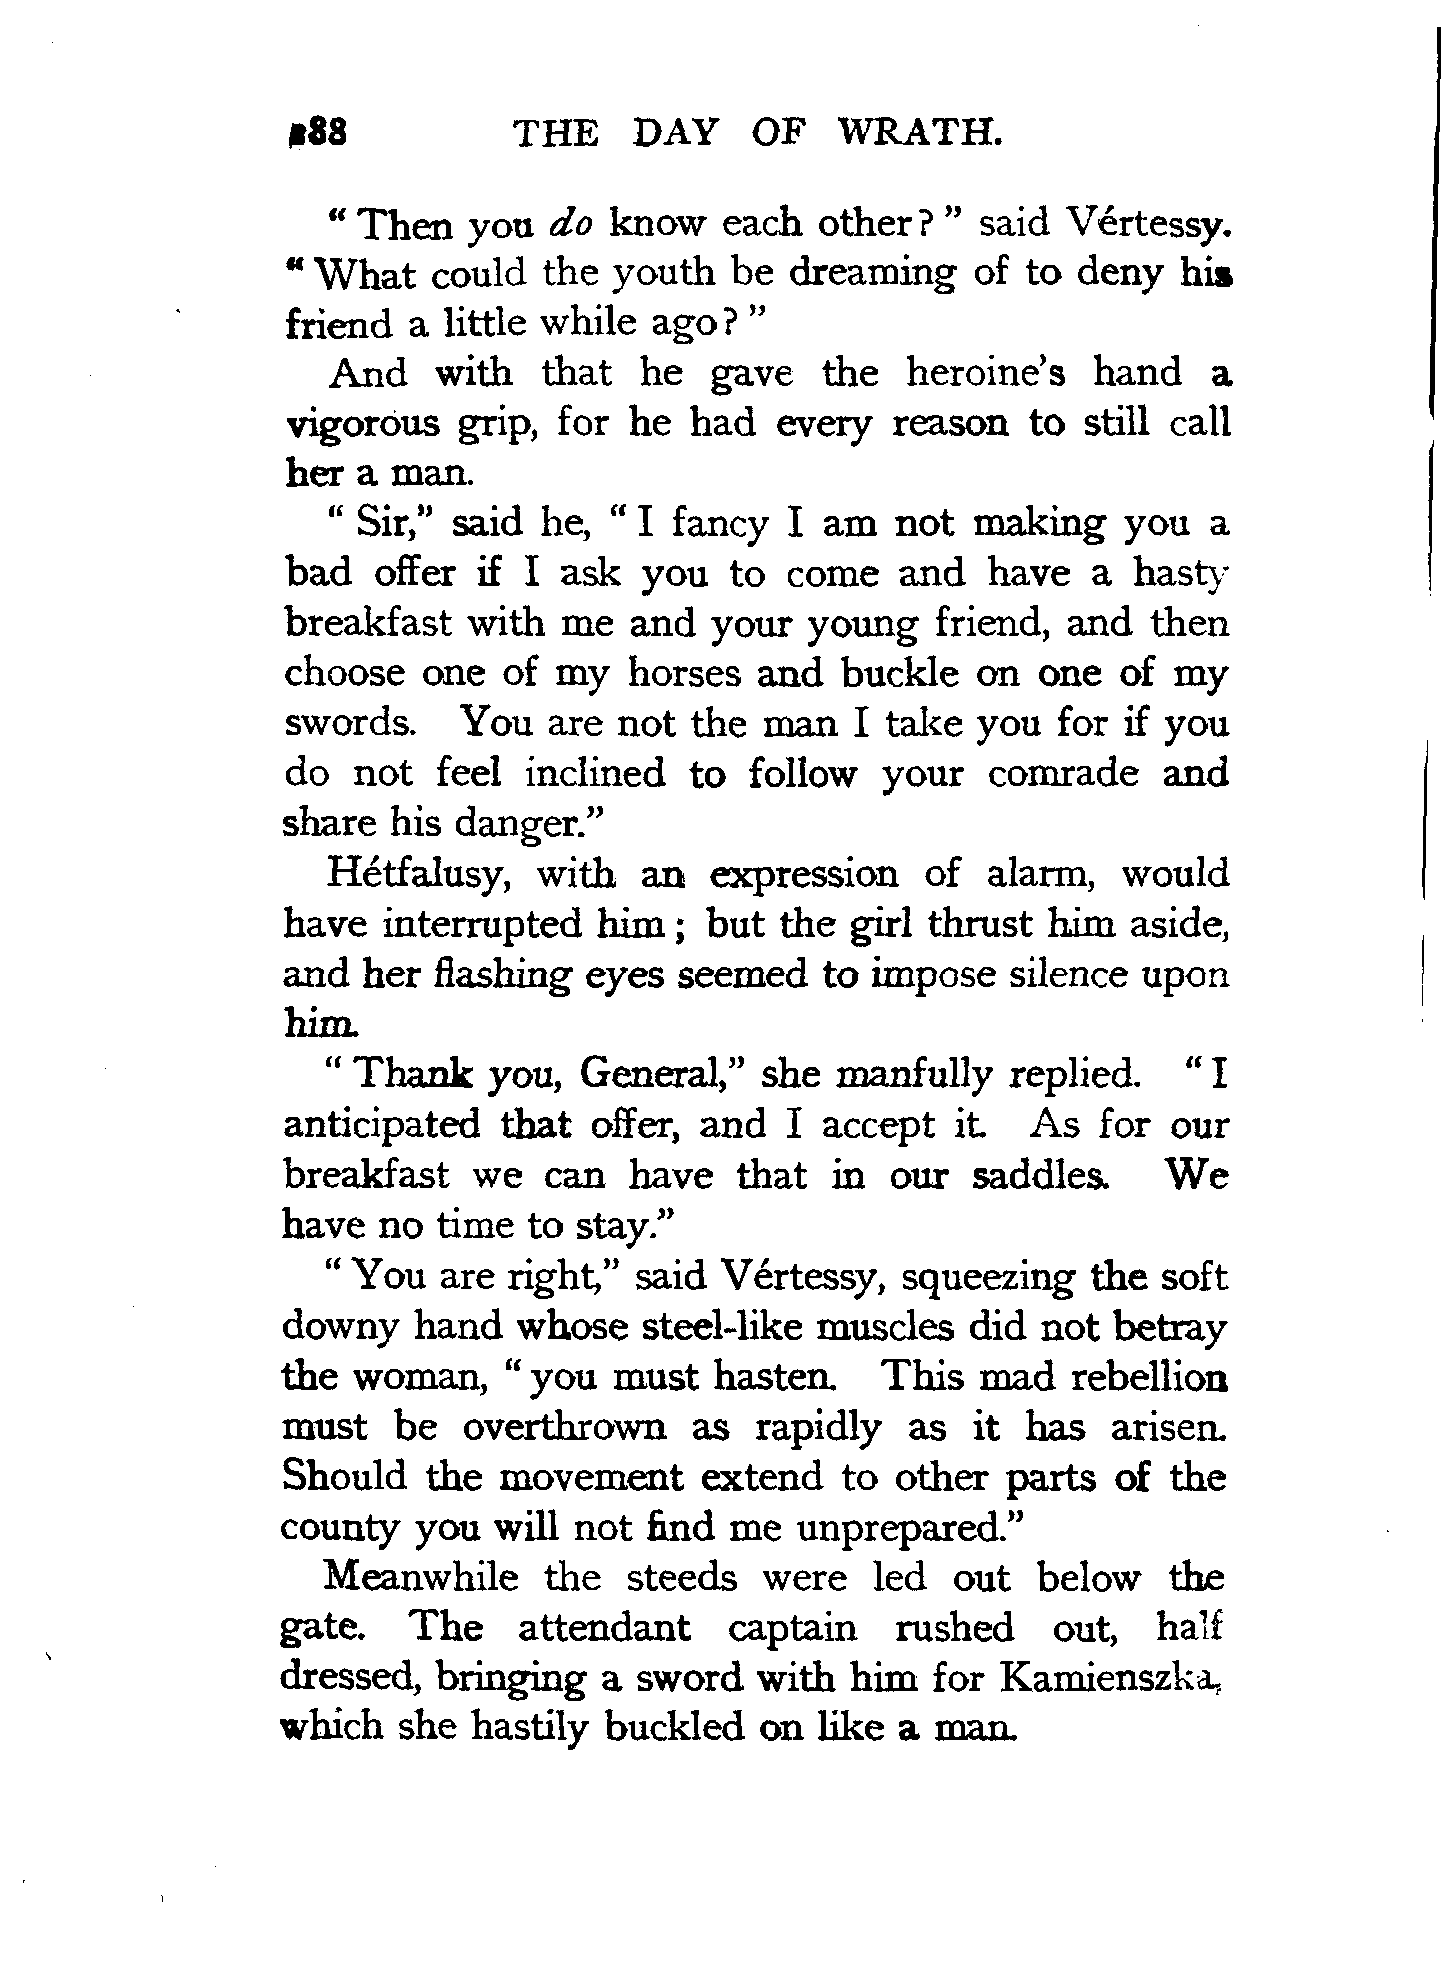 88 THE DAY OF WRATH.
“ Then you do know each other? ” said Vértessy.
“ What could the youth be dreaming of to deny his
friend a little while ago? ”
And with that he gave the heroine’s hand a
vigorous grip, for he had every reason to still call
her a man.
“ Sir,” said he, “ I fancy I am not making you a
bad offer if I ask you to come and have a hasty
breakfast with me and your young friend, and then
choose one of my horses and buckle on one of my
swords. You are not the man I take you for if you
do not feel inclined to follow your comrade and
share his danger.”
Hétfalusy, with an expression of alarm, would
have interrupted him ; but the girl thrust him aside,
and her flashing eyes seemed to impose silence upon
him.
“ Thank you, General,” she manfully replied. “ I
anticipated that offer, and I accept it. As for our
breakfast we can have that in our saddles. We
have no time to stay.”
“ You are right,” said Vértessy, squeezing the soft
downy hand whose steel-like muscles did not betray
the woman, “ you must hasten. This mad rebellion
must be overthrown as rapidly as it has arisen.
Should the movement extend to other parts of the
county you will not find me unprepared.”
Meanwhile the steeds were led out below the
gate. The attendant captain rushed out, half
dressed, bringing a sword with him for Kamienszka,
which she hastily buckled on like a man.